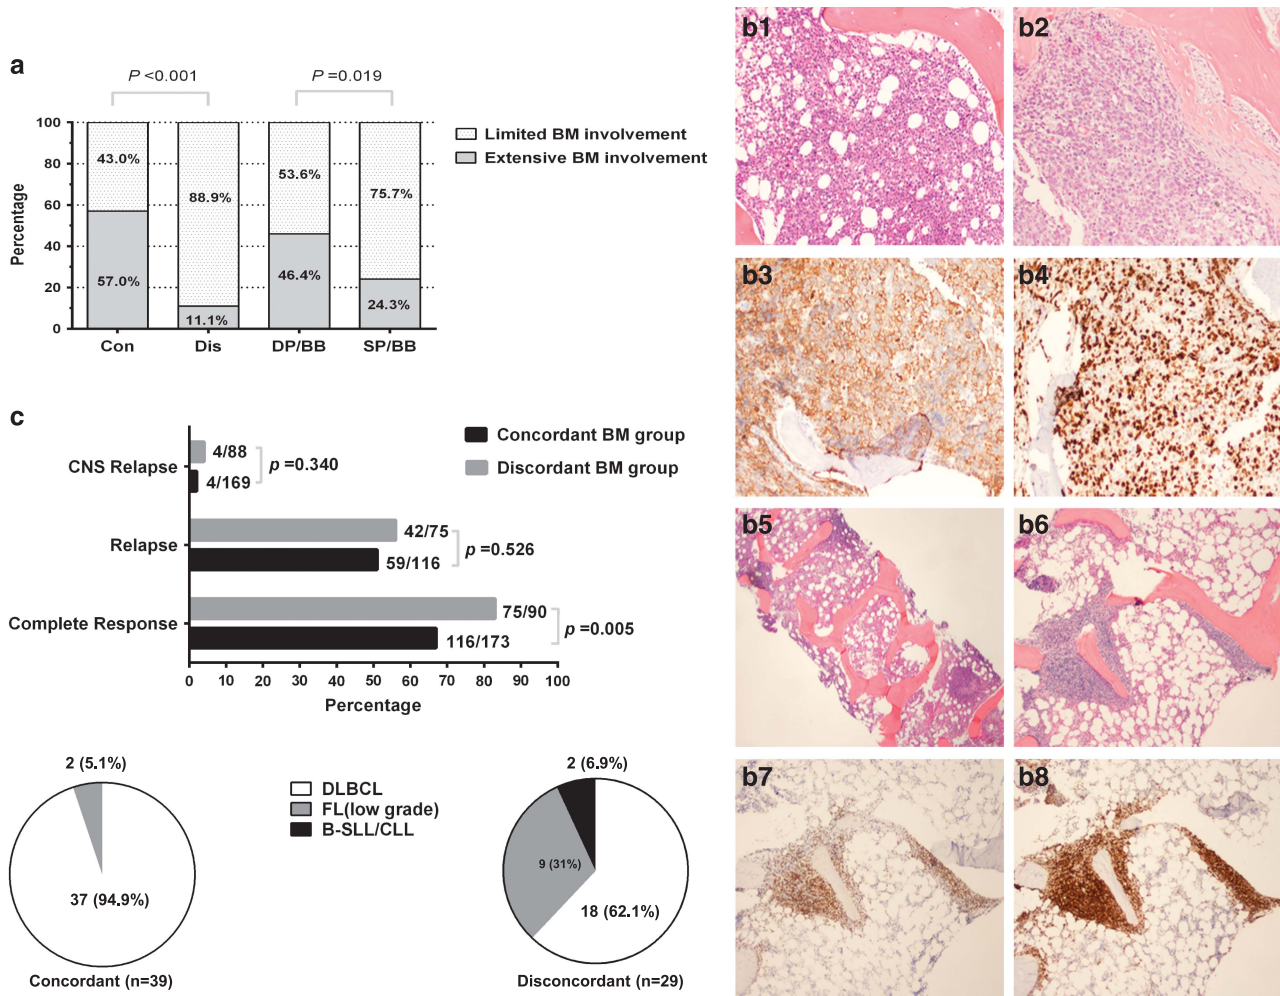 a
P <0.001
P =0.019
Percentage
100
80
60
40
20
0
43.0%
57.0%
88.9%
11.1%
53.6%
46.4%
75.7%
24.3%
Con Dis DP/BB SP/BB
Limited BM involvement
Extensive BM involvement
b1
b2
b3
b4
b5
b6
b7
b8
c
Concordant BM group
Discordant BM group
CNS Relapse
4/88
4/169
p =0.340
Relapse
42/75
59/116
p =0.526
Complete Response
75/90
116/173
p =0.005
0 10 20 30 40 50 60 70 80 90 100
Percentage
2 (5.1%)
37 (94.9%)
Concordant (n=39)
DLBCL
FL(low grade)
B-SLL/CLL
2 (6.9%)
9 (31%)
18 (62.1%)
Disconcordant (n=29)